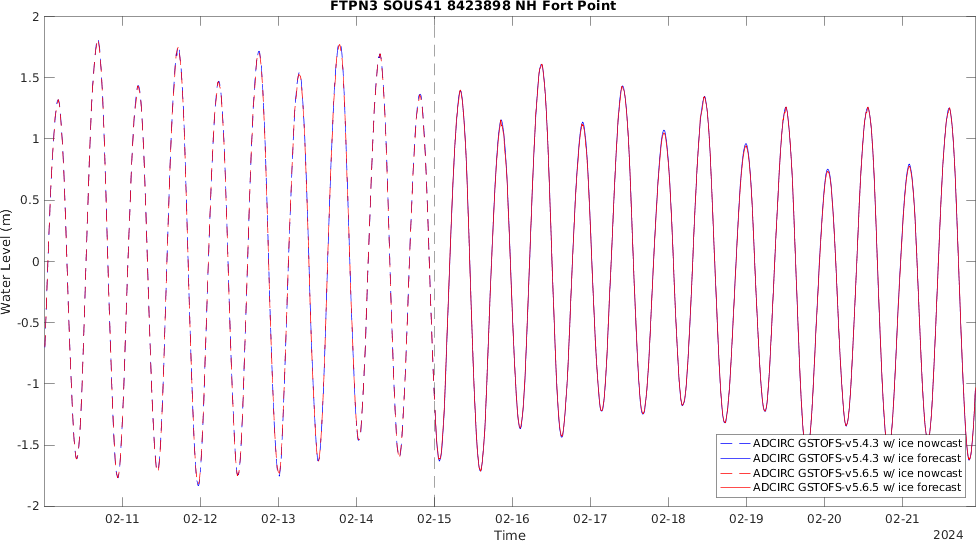 FTPN3 SOUS41 8423898 NH Fort Point
2
1.5
1
0.5
0
-0.5
-1
-1.5
-2
Water Level (m)
02-11 02-12 02-13 02-14 02-15 02-16 02-17 02-18 02-19 02-20 02-21
Time
2024
ADCIRC GSTOFS-v5.4.3 w/ ice nowcast
ADCIRC GSTOFS-v5.4.3 w/ ice forecast
ADCIRC GSTOFS-v5.6.5 w/ ice nowcast
ADCIRC GSTOFS-v5.6.5 w/ ice forecast